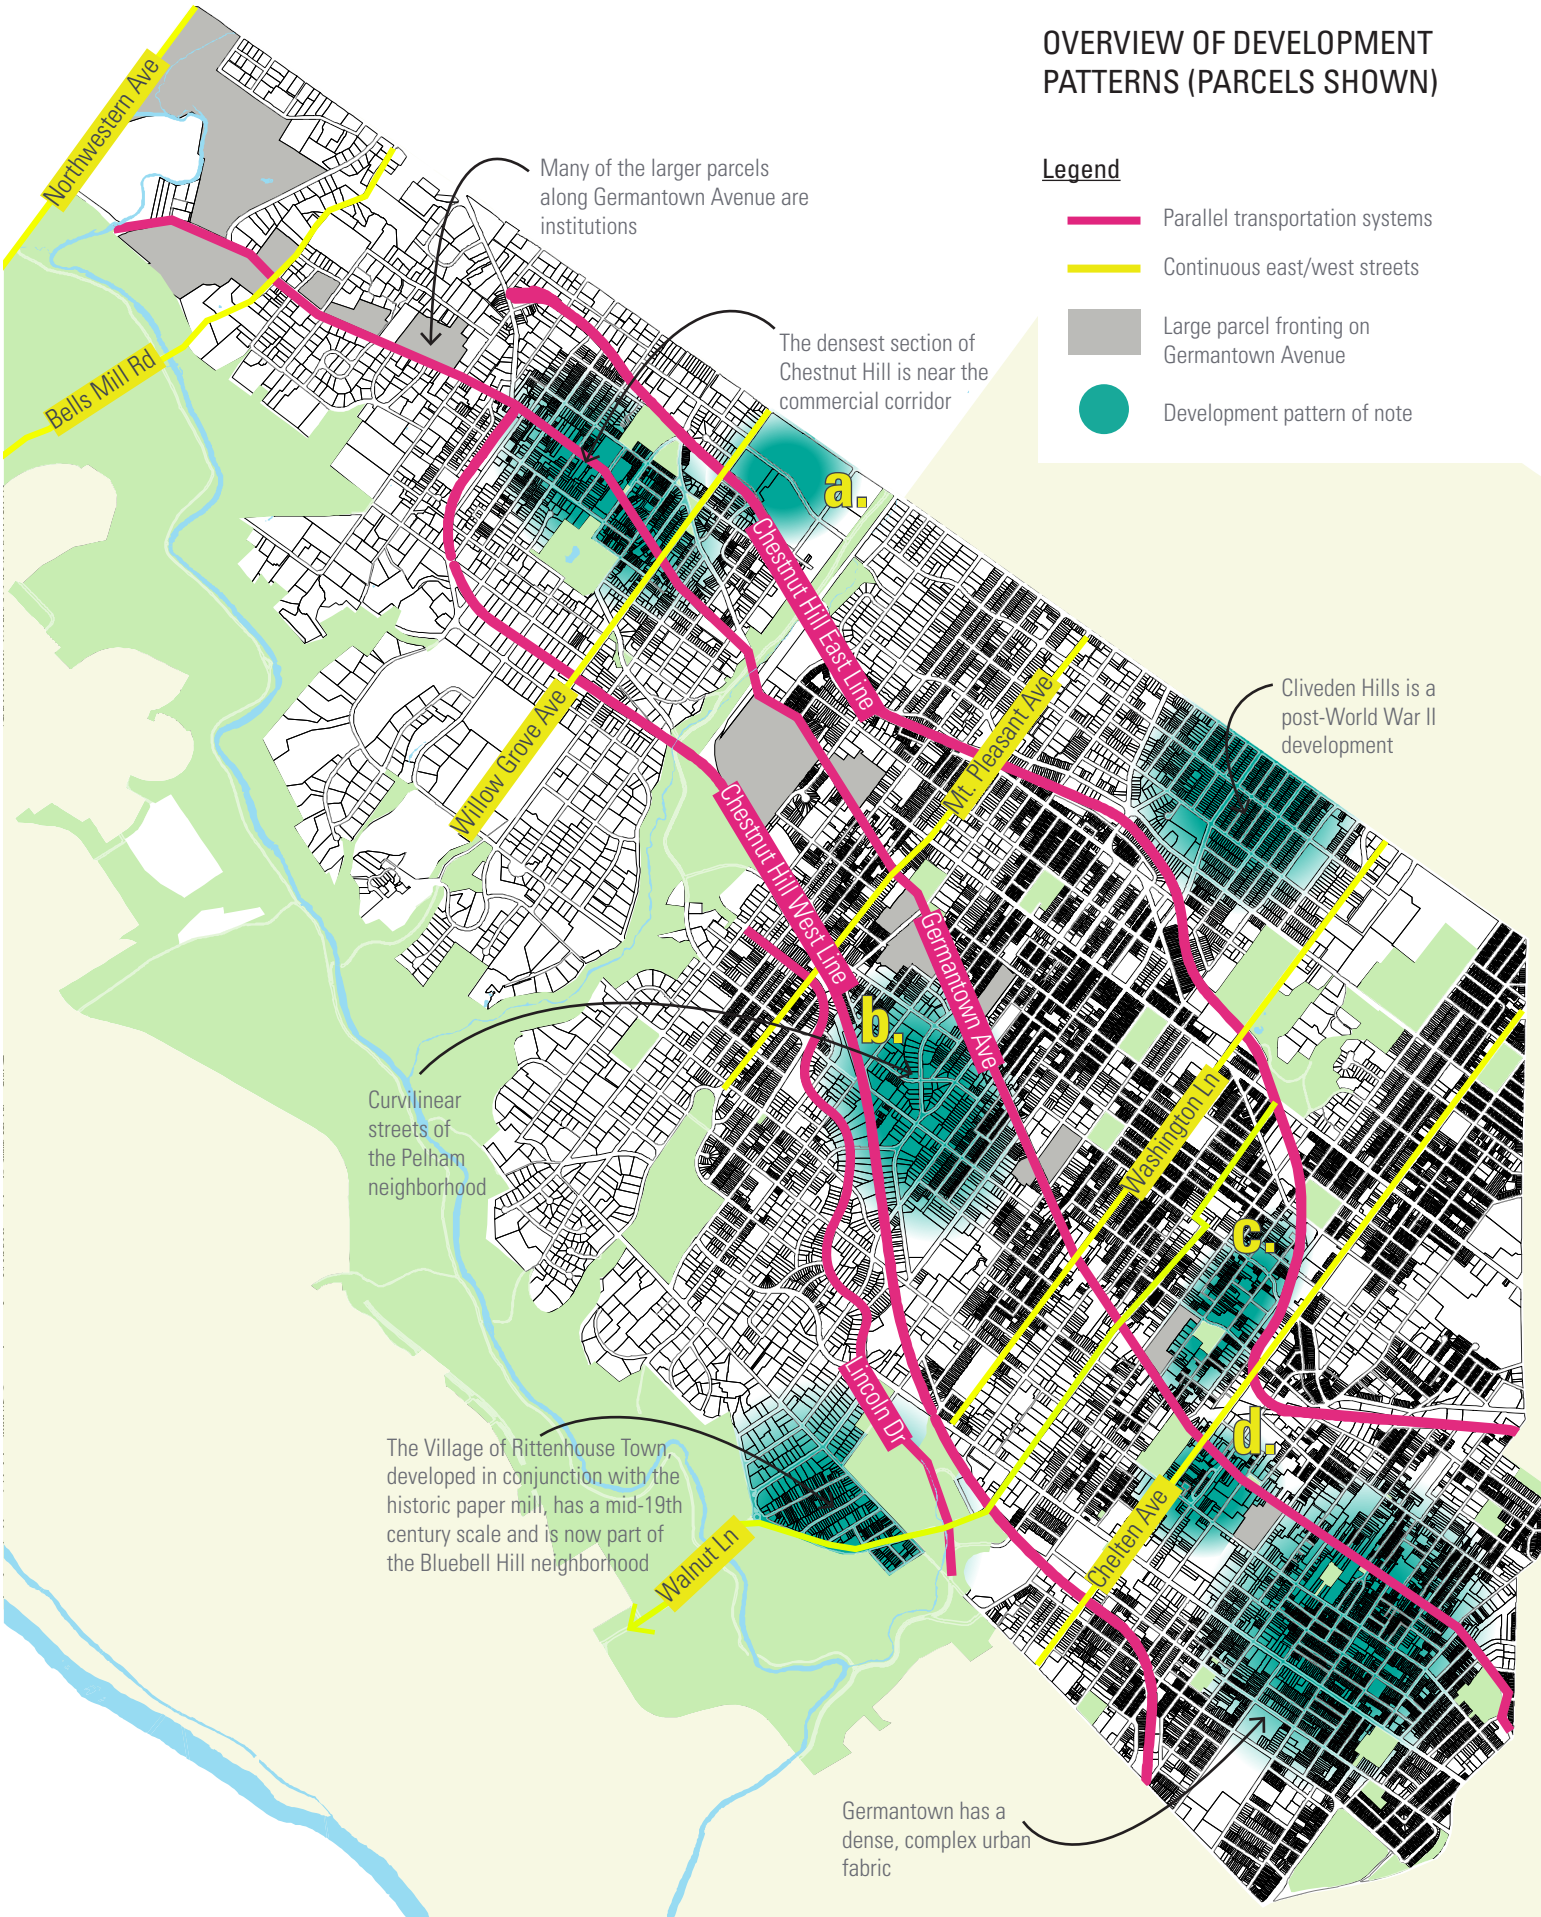 OVERVIEW OF DEVELOPMENT
PATTERNS (PARCELS SHOWN)
Legend
Parallel transportation systems
Continuous east/west streets
Large parcel fronting on
Germantown Avenue
Development pattern of note
Northwestern Ave
Many of the larger parcels
along Germantown Avenue are
institutions
Bells Mill Rd
The densest section of
Chestnut Hill is near the
commercial corridor
a.
Chestnut Hill East Line
Willow Grove Ave
Mt. Pleasant Ave
Cliveden Hills is a
post-World War II
development
Chestnut Hill West Line
Germantown Ave
b.
Curvilinear
streets of
the Pelham
neighborhood
Washington Ln
c.
Lincoln Dr
d.
The Village of Rittenhouse Town,
developed in conjunction with the
historic paper mill, has a mid-19th
century scale and is now part of
the Bluebell Hill neighborhood
Walnut Ln
Chelten Ave
Germantown has a
dense, complex urban
fabric